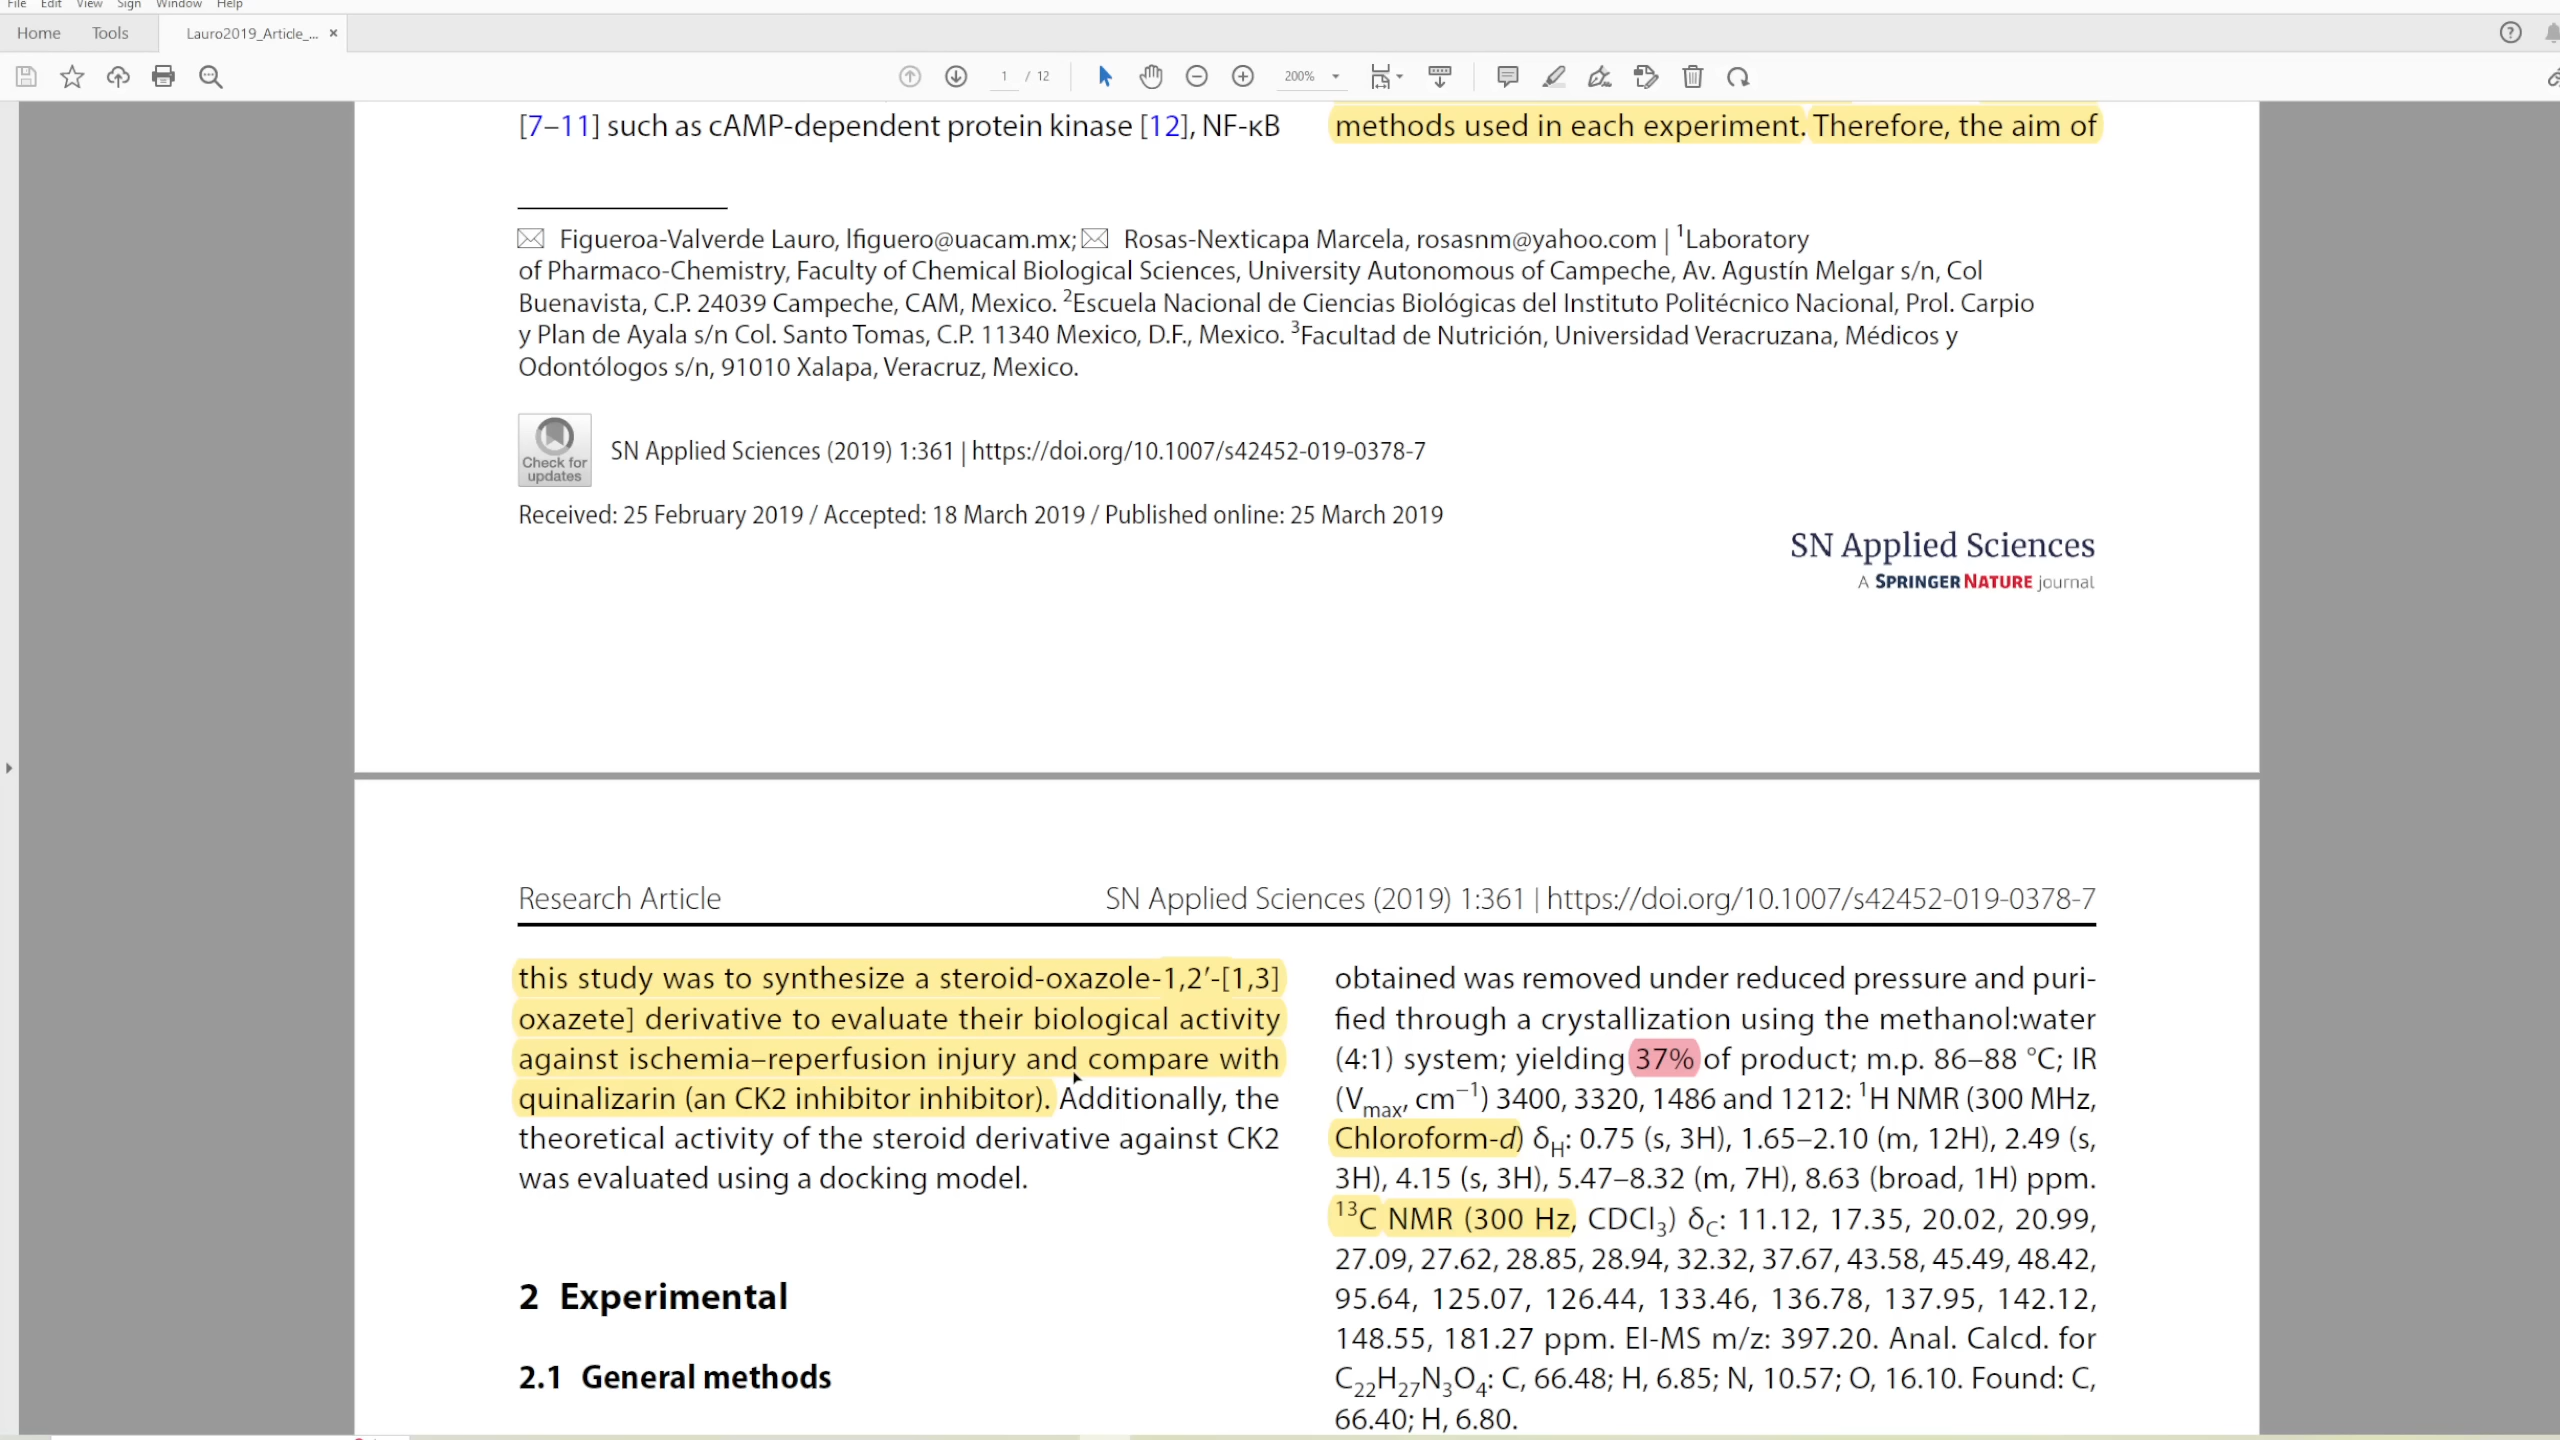 File Edit View Sign Window Help
Home Tools Lauro2019_Article_... ×
1 / 12 200%
[7–11] such as cAMP-dependent protein kinase [12], NF-κB
methods used in each experiment. Therefore, the aim of
Figueroa-Valverde Lauro, lfiguero@uacam.mx; Rosas-Nexticapa Marcela, rosasnm@yahoo.com | ¹Laboratory
of Pharmaco-Chemistry, Faculty of Chemical Biological Sciences, University Autonomous of Campeche, Av. Agustín Melgar s/n, Col
Buenavista, C.P. 24039 Campeche, CAM, Mexico. ²Escuela Nacional de Ciencias Biológicas del Instituto Politécnico Nacional, Prol. Carpio
y Plan de Ayala s/n Col. Santo Tomas, C.P. 11340 Mexico, D.F., Mexico. ³Facultad de Nutrición, Universidad Veracruzana, Médicos y
Odontólogos s/n, 91010 Xalapa, Veracruz, Mexico.
Check for
updates
SN Applied Sciences (2019) 1:361 | https://doi.org/10.1007/s42452-019-0378-7
Received: 25 February 2019 / Accepted: 18 March 2019 / Published online: 25 March 2019
SN Applied Sciences
A SPRINGER NATURE journal
Research Article SN Applied Sciences (2019) 1:361 | https://doi.org/10.1007/s42452-019-0378-7
this study was to synthesize a steroid-oxazole-1,2′-[1,3]
oxazete] derivative to evaluate their biological activity
against ischemia–reperfusion injury and compare with
quinalizarin (an CK2 inhibitor inhibitor). Additionally, the
theoretical activity of the steroid derivative against CK2
was evaluated using a docking model.
2 Experimental
2.1 General methods
obtained was removed under reduced pressure and puri-
fied through a crystallization using the methanol:water
(4:1) system; yielding 37% of product; m.p. 86–88 °C; IR
(Vmax, cm⁻¹) 3400, 3320, 1486 and 1212: ¹H NMR (300 MHz,
Chloroform-d) δH: 0.75 (s, 3H), 1.65–2.10 (m, 12H), 2.49 (s,
3H), 4.15 (s, 3H), 5.47–8.32 (m, 7H), 8.63 (broad, 1H) ppm.
¹³C NMR (300 Hz, CDCl₃) δC: 11.12, 17.35, 20.02, 20.99,
27.09, 27.62, 28.85, 28.94, 32.32, 37.67, 43.58, 45.49, 48.42,
95.64, 125.07, 126.44, 133.46, 136.78, 137.95, 142.12,
148.55, 181.27 ppm. EI-MS m/z: 397.20. Anal. Calcd. for
C₂₂H₂₇N₃O₄: C, 66.48; H, 6.85; N, 10.57; O, 16.10. Found: C,
66.40; H, 6.80.